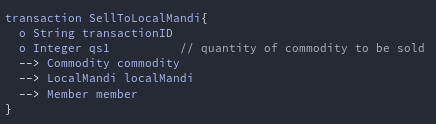 transaction SellToLocalMandi{
  o String transactionID
  o Integer qs1          // quantity of commodity to be sold
  --> Commodity commodity
  --> LocalMandi localMandi
  --> Member member
}